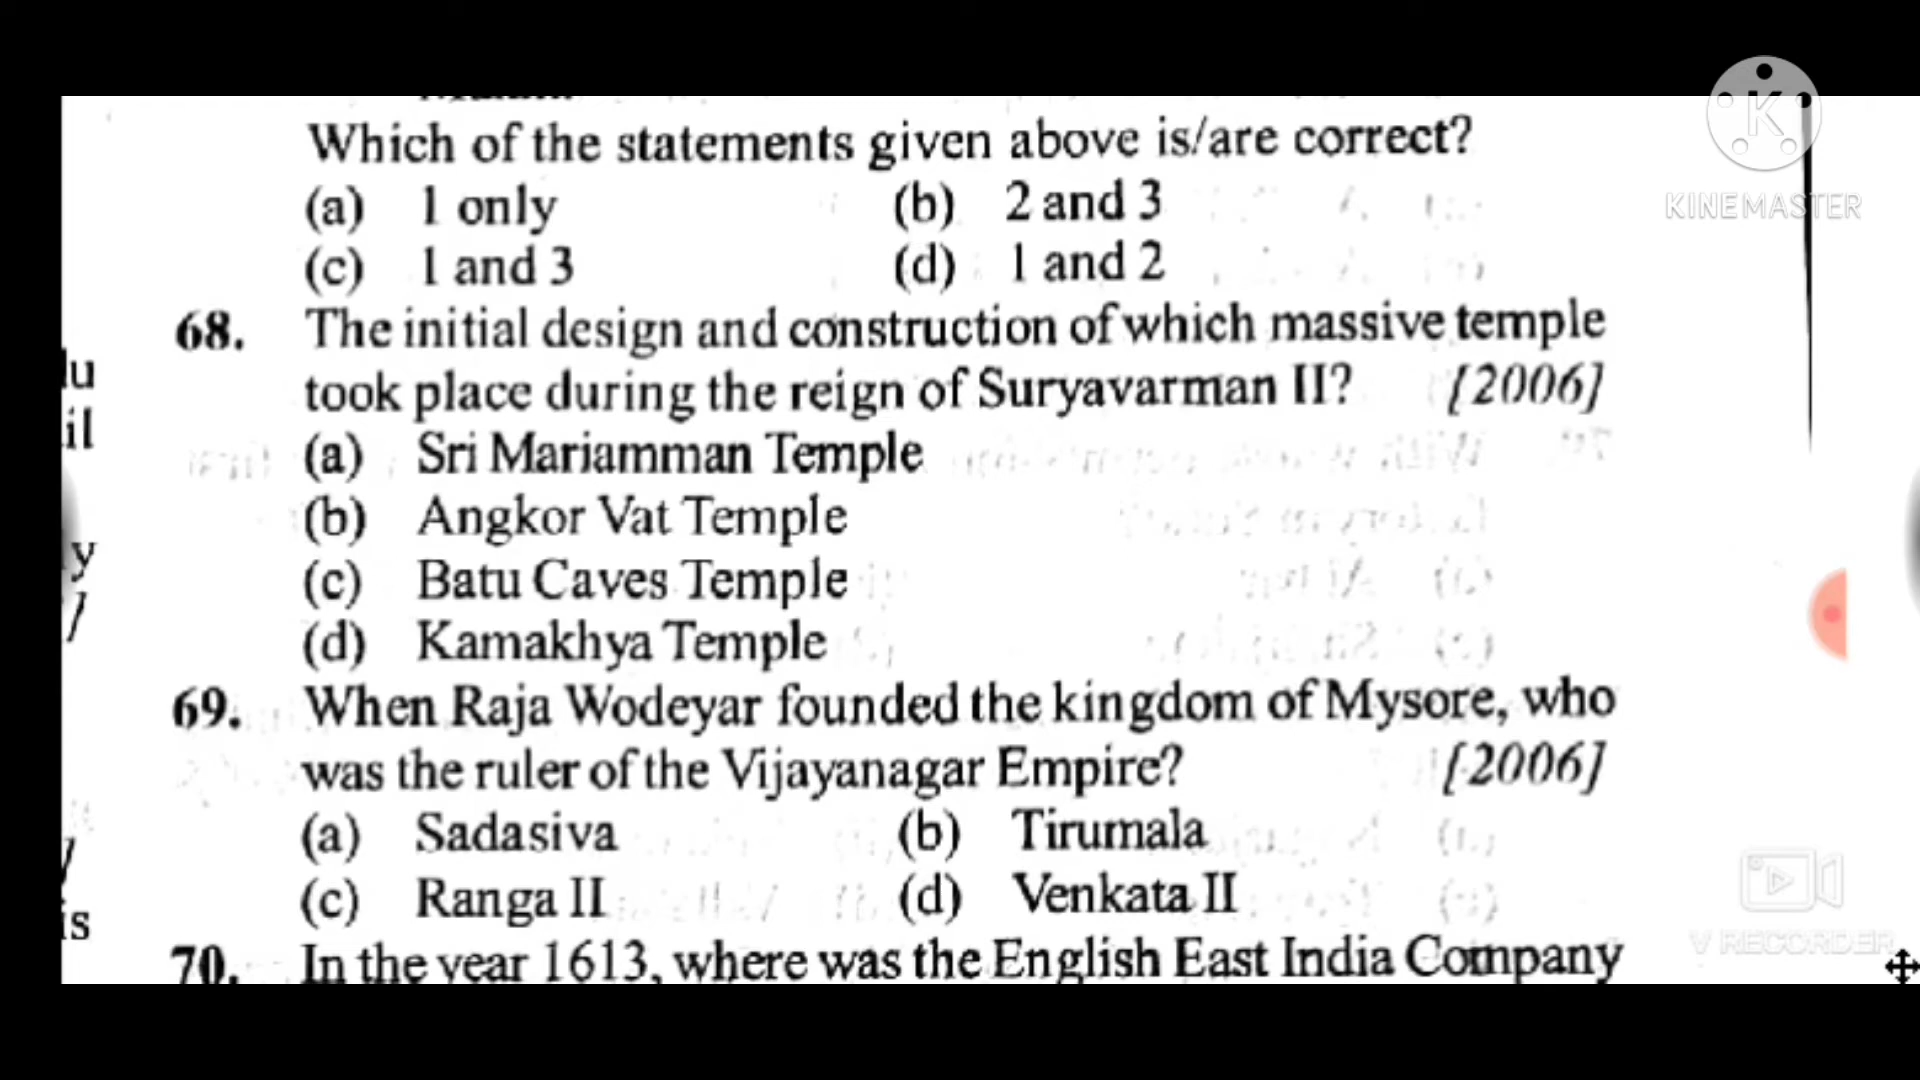 Which of the statements given above is/are correct?
(a) 1 only (b) 2 and 3
(c) 1 and 3 (d) 1 and 2
68. The initial design and construction of which massive temple
took place during the reign of Suryavarman II? [2006]
(a) Sri Mariamman Temple
(b) Angkor Vat Temple
(c) Batu Caves Temple
(d) Kamakhya Temple
69. When Raja Wodeyar founded the kingdom of Mysore, who
was the ruler of the Vijayanagar Empire? [2006]
(a) Sadasiva (b) Tirumala
(c) Ranga II (d) Venkata II
70. In the year 1613, where was the English East India Company
lu
il
y
]
]
is
K
KINEMASTER
V RECORDER